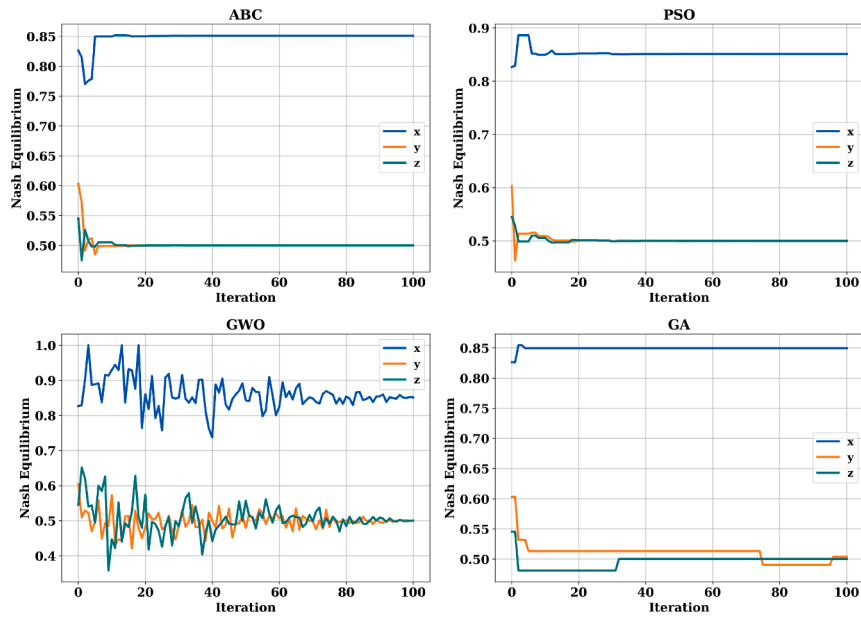 ABC
Nash Equilibrium
0.85
0.80
0.75
0.70
0.65
0.60
0.55
0.50
x
y
z
0
20
40
60
80
100
Iteration
PSO
Nash Equilibrium
0.9
0.8
0.7
0.6
0.5
x
y
z
0
20
40
60
80
100
Iteration
GWO
Nash Equilibrium
1.0
0.9
0.8
0.7
0.6
0.5
0.4
x
y
z
0
20
40
60
80
100
Iteration
GA
Nash Equilibrium
0.85
0.80
0.75
0.70
0.65
0.60
0.55
0.50
x
y
z
0
20
40
60
80
100
Iteration